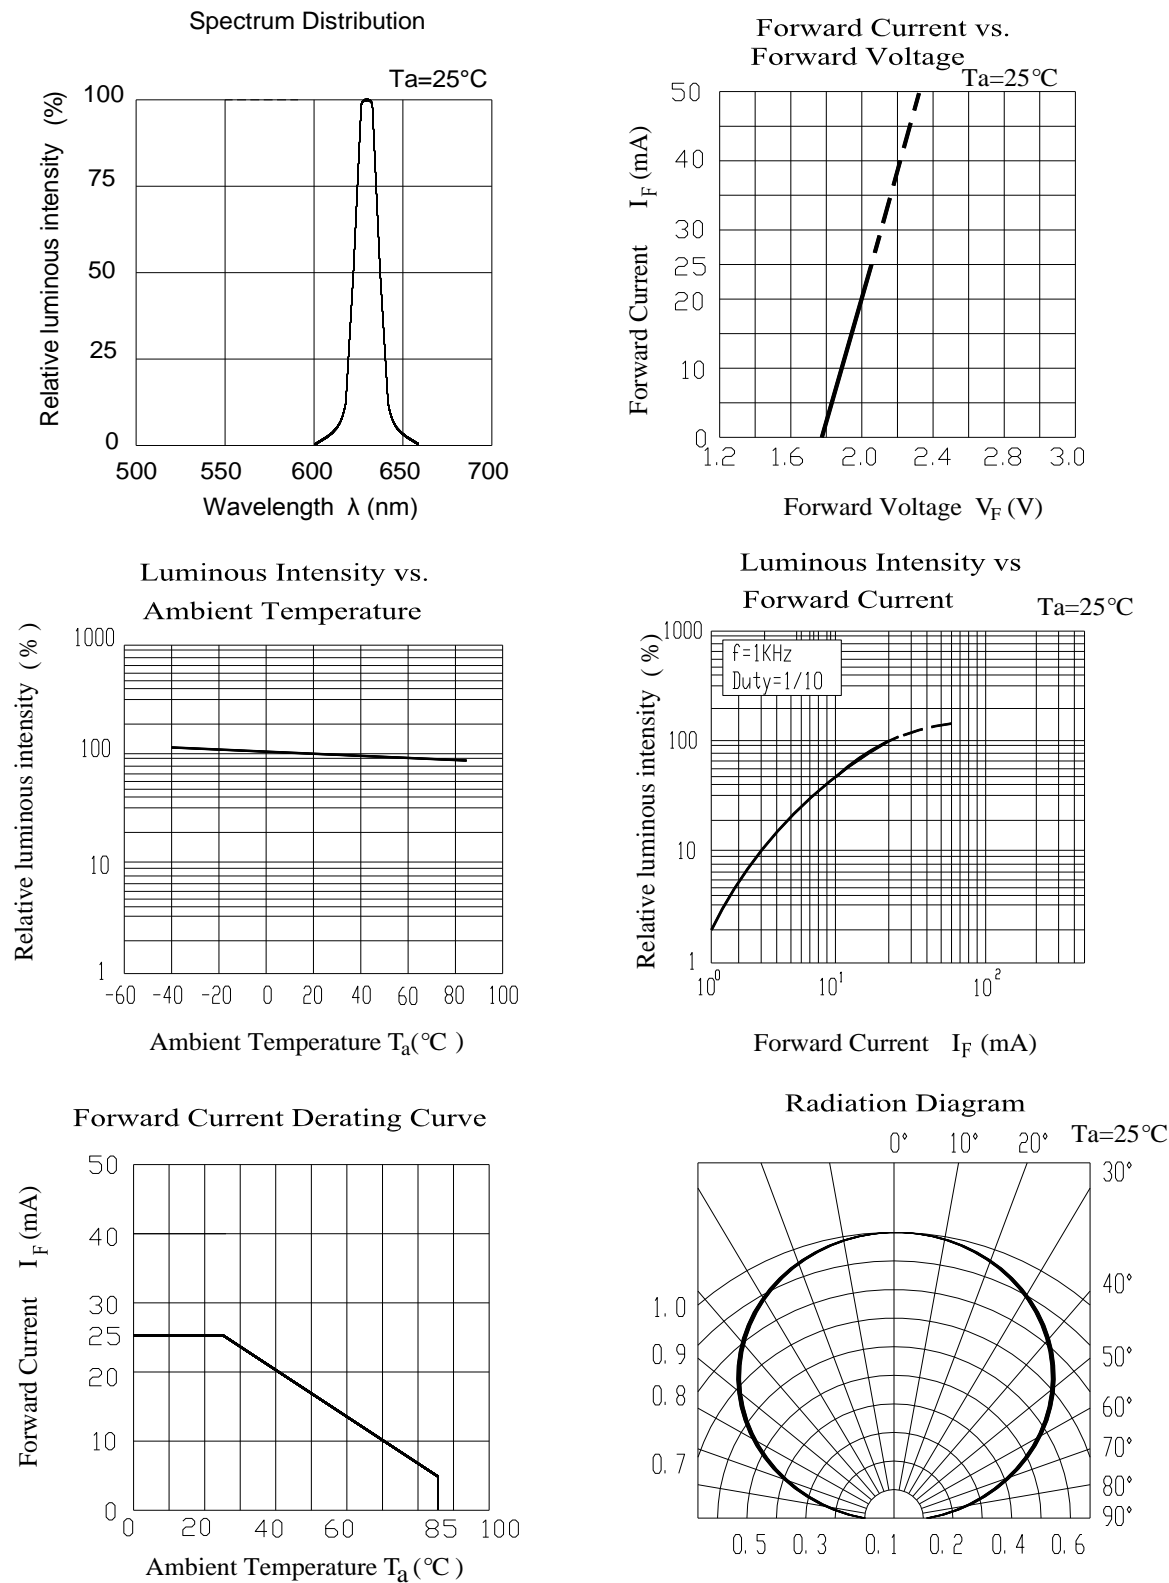 Spectrum Distribution
Ta=25°C
Relative luminous intensity (%)
100
75
50
25
0
500 550 600 650 700
Wavelength λ (nm)
Forward Current vs.
Forward Voltage
Ta=25°C
Forward Current I_F (mA)
50
40
30
25
20
10
0
1.2 1.6 2.0 2.4 2.8 3.0
Forward Voltage V_F (V)
Luminous Intensity vs.
Ambient Temperature
Relative luminous intensity (%)
1000
100
10
1
-60 -40 -20 0 20 40 60 80 100
Ambient Temperature T_a(°C )
Luminous Intensity vs
Forward Current
Ta=25°C
Relative luminous intensity (%)
1000
100
10
1
f=1KHz
Duty=1/10
10⁰ 10¹ 10²
Forward Current I_F (mA)
Forward Current Derating Curve
Forward Current I_F (mA)
50
40
30
25
20
10
0
0 20 40 60 85 100
Ambient Temperature T_a (°C)
Radiation Diagram
Ta=25°C
0° 10° 20°
30°
40°
50°
60°
70°
80°
90°
1.0
0.9
0.8
0.7
0.5 0.3 0.1 0.2 0.4 0.6